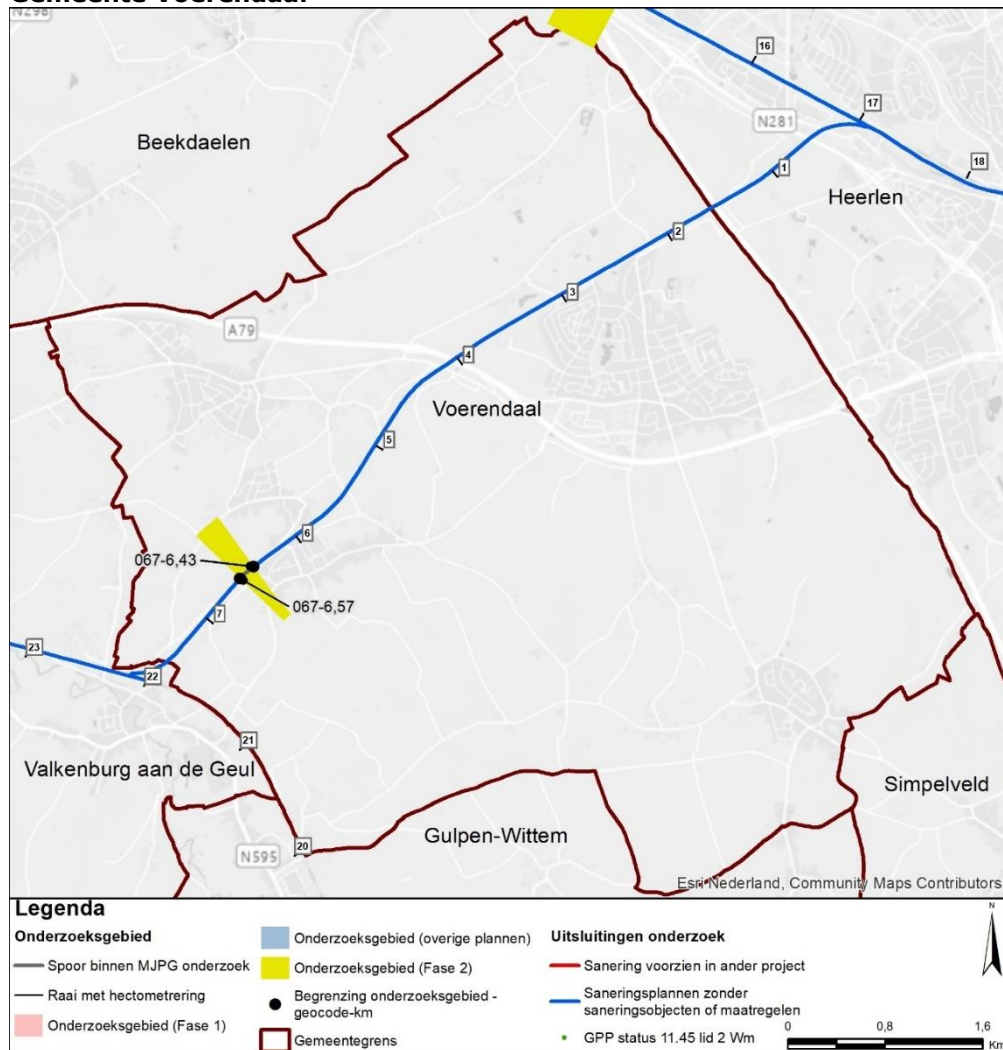 Gemeente Voerendaal
N298
16
17
N281
18
1
Beekdaelen
Heerlen
2
3
A79
4
Voerendaal
5
6
067-6,43
067-6,57
7
23
22
21
Valkenburg aan de Geul
Simpelveld
Gulpen-Wittem
20
N595
Esri Nederland, Community Maps Contributors
Legenda
Onderzoeksgebied
Spoor binnen MJPG onderzoek
Raai met hectometrering
Onderzoeksgebied (Fase 1)
Onderzoeksgebied (overige plannen)
Onderzoeksgebied (Fase 2)
Begrenzing onderzoeksgebied -
geocode-km
Gemeentegrens
Uitsluitingen onderzoek
Sanering voorzien in ander project
Saneringsplannen zonder
saneringsobjecten of maatregelen
GPP status 11.45 lid 2 Wm
N
0 0,8 1,6
Km